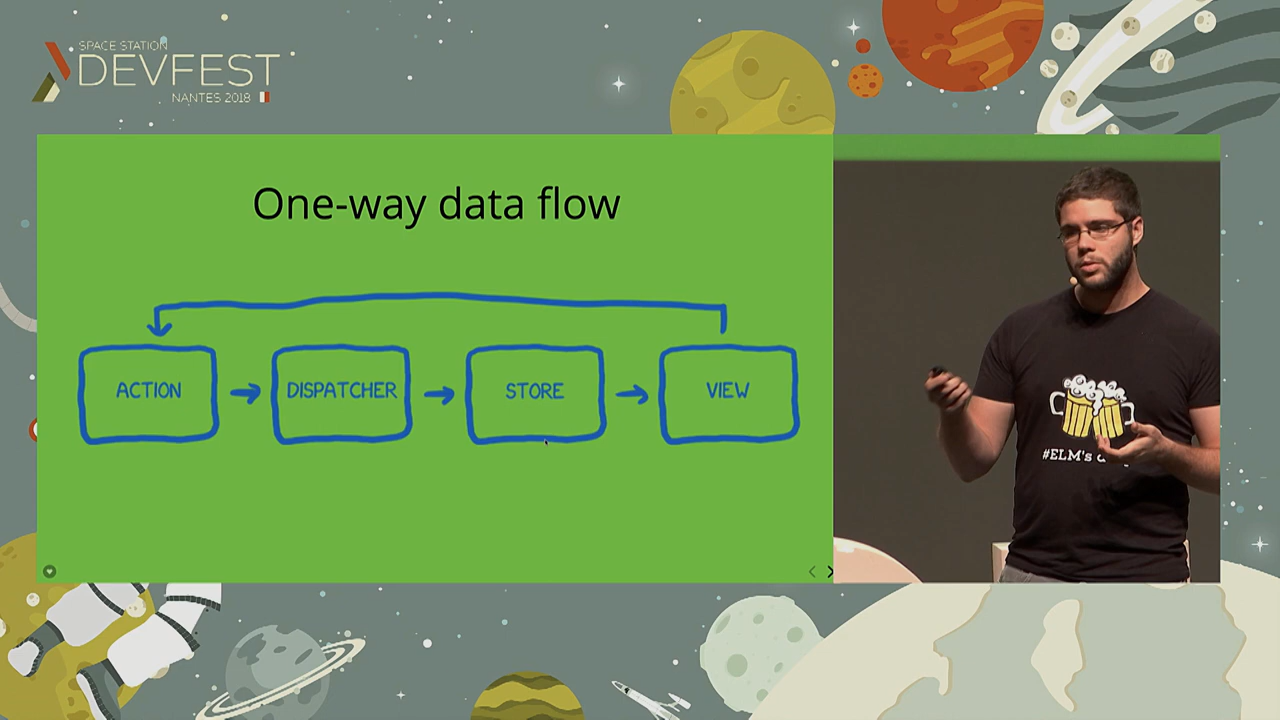 SPACE STATION
DEVFEST
NANTES 2018
One-way data flow
ACTION
DISPATCHER
STORE
VIEW
#ELM's